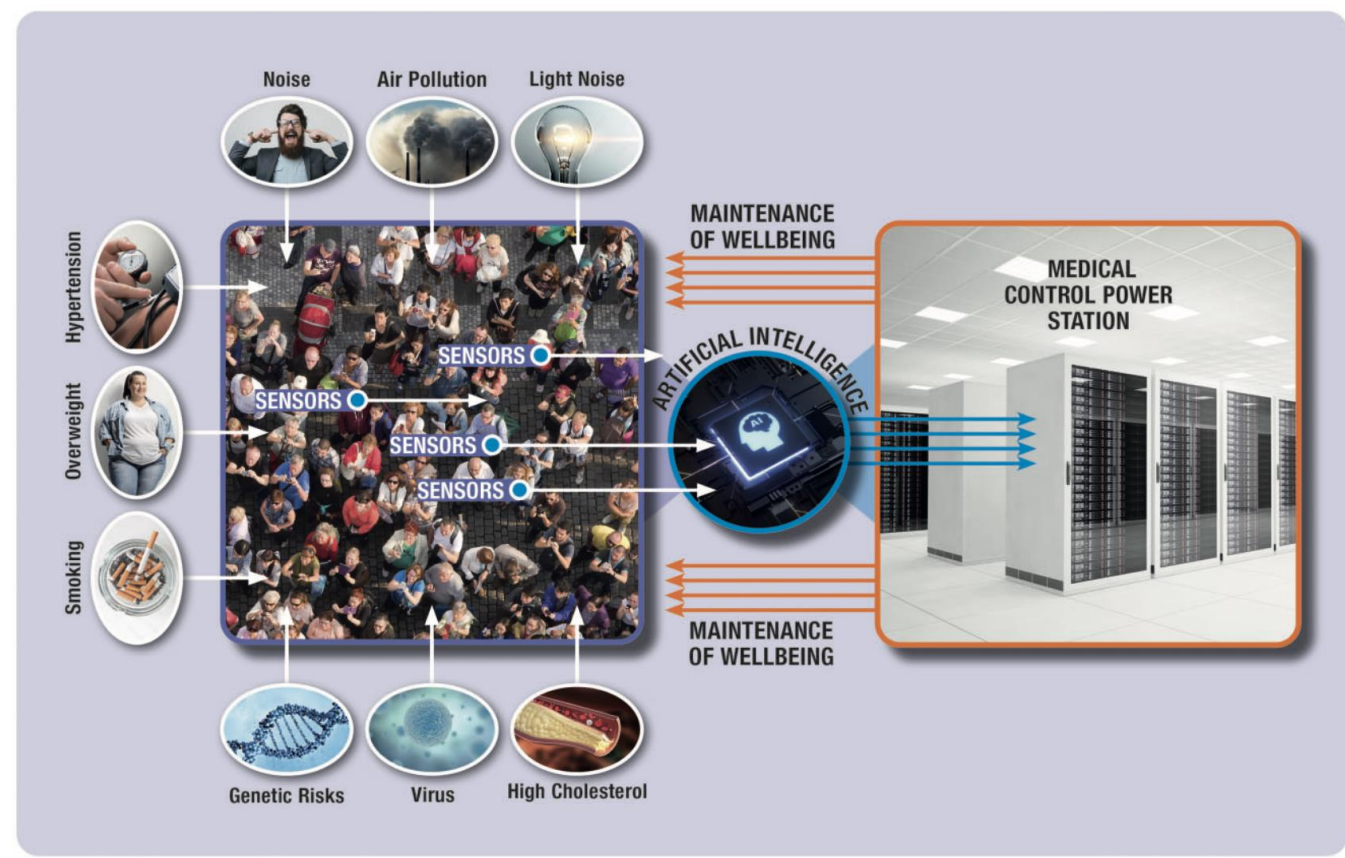 Noise
Air Pollution
Light Noise
Hypertension
Overweight
Smoking
SENSORS
SENSORS
SENSORS
SENSORS
MAINTENANCE
OF WELLBEING
ARTIFICIAL INTELLIGENCE
AI
MEDICAL
CONTROL POWER
STATION
MAINTENANCE
OF WELLBEING
Genetic Risks
Virus
High Cholesterol